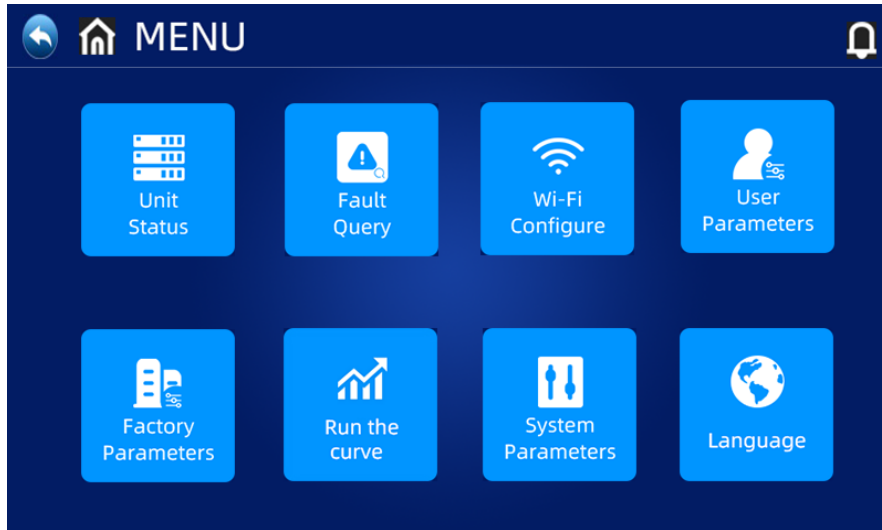 MENU
Unit
Status
Fault
Query
Wi-Fi
Configure
User
Parameters
Factory
Parameters
Run the
curve
System
Parameters
Language